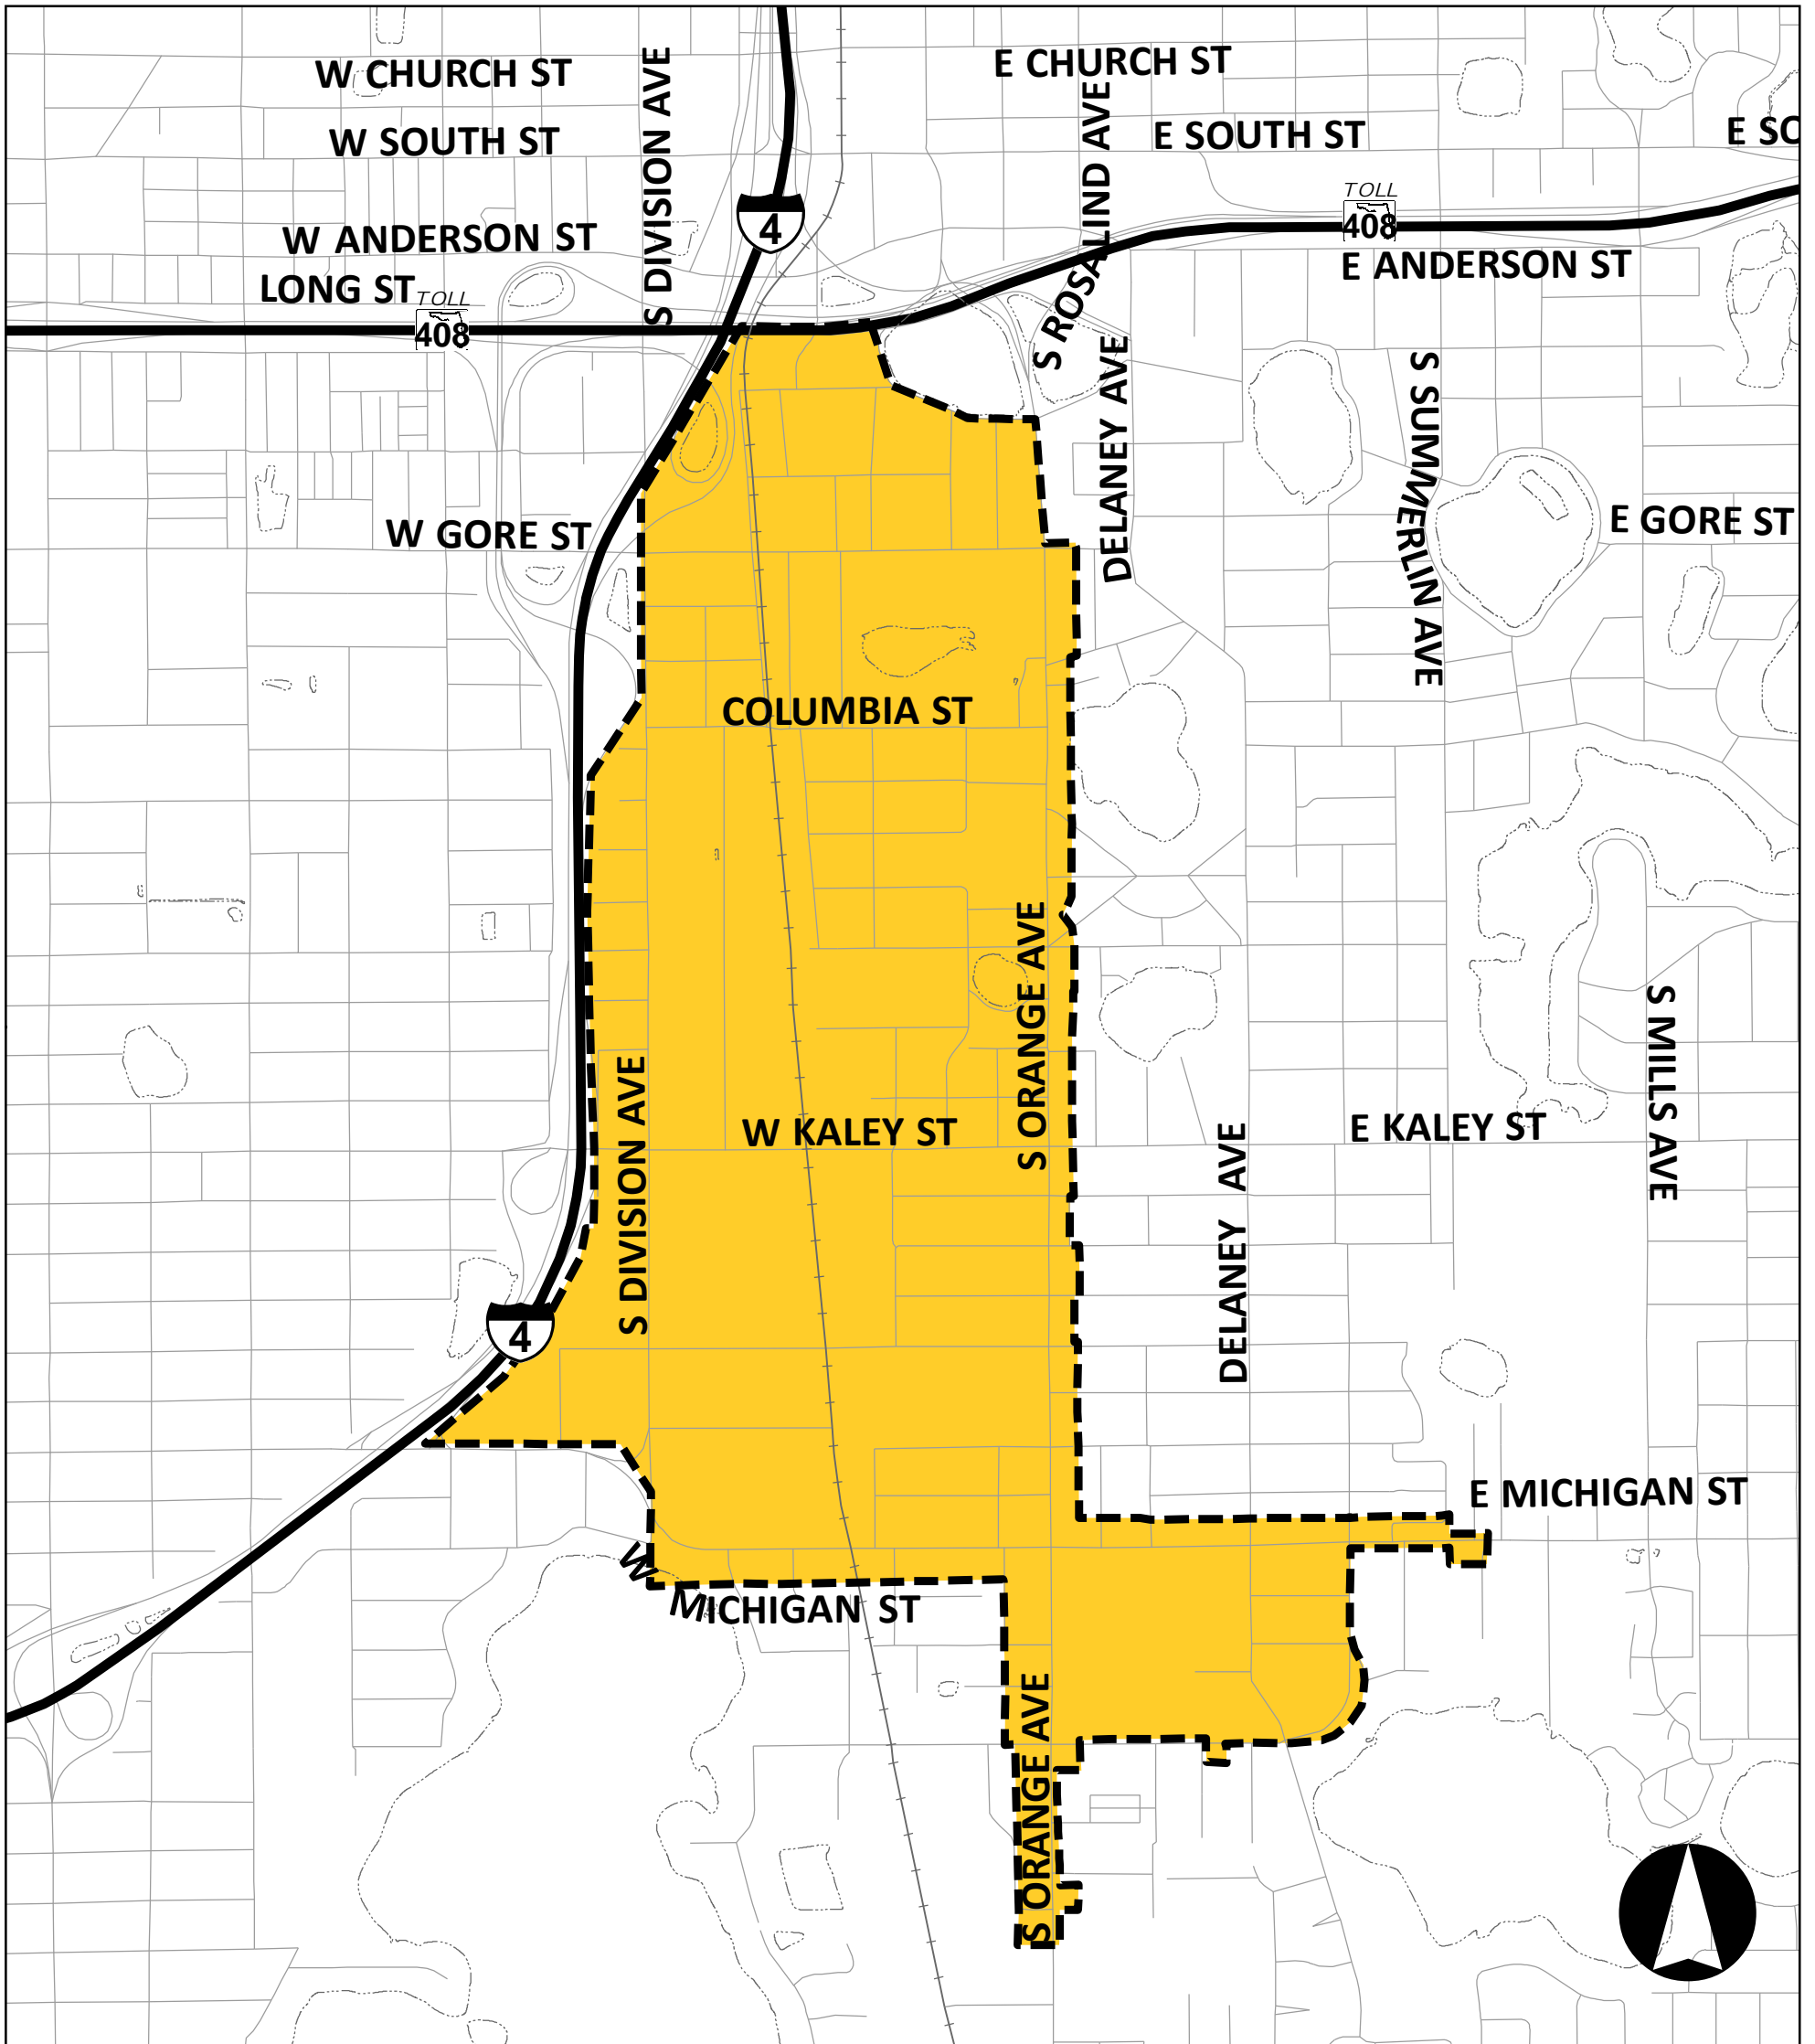 W CHURCH ST
E CHURCH ST
W SOUTH ST
S DIVISION AVE
S ROSALIND AVE
E SOUTH ST
E SO
TOLL
408
4
W ANDERSON ST
E ANDERSON ST
LONG ST
TOLL
408
DELANEY AVE
S SUMMERLIN AVE
W GORE ST
E GORE ST
COLUMBIA ST
S ORANGE AVE
S MILLS AVE
S DIVISION AVE
W KALEY ST
E KALEY ST
DELANEY AVE
4
E MICHIGAN ST
W MICHIGAN ST
S ORANGE AVE